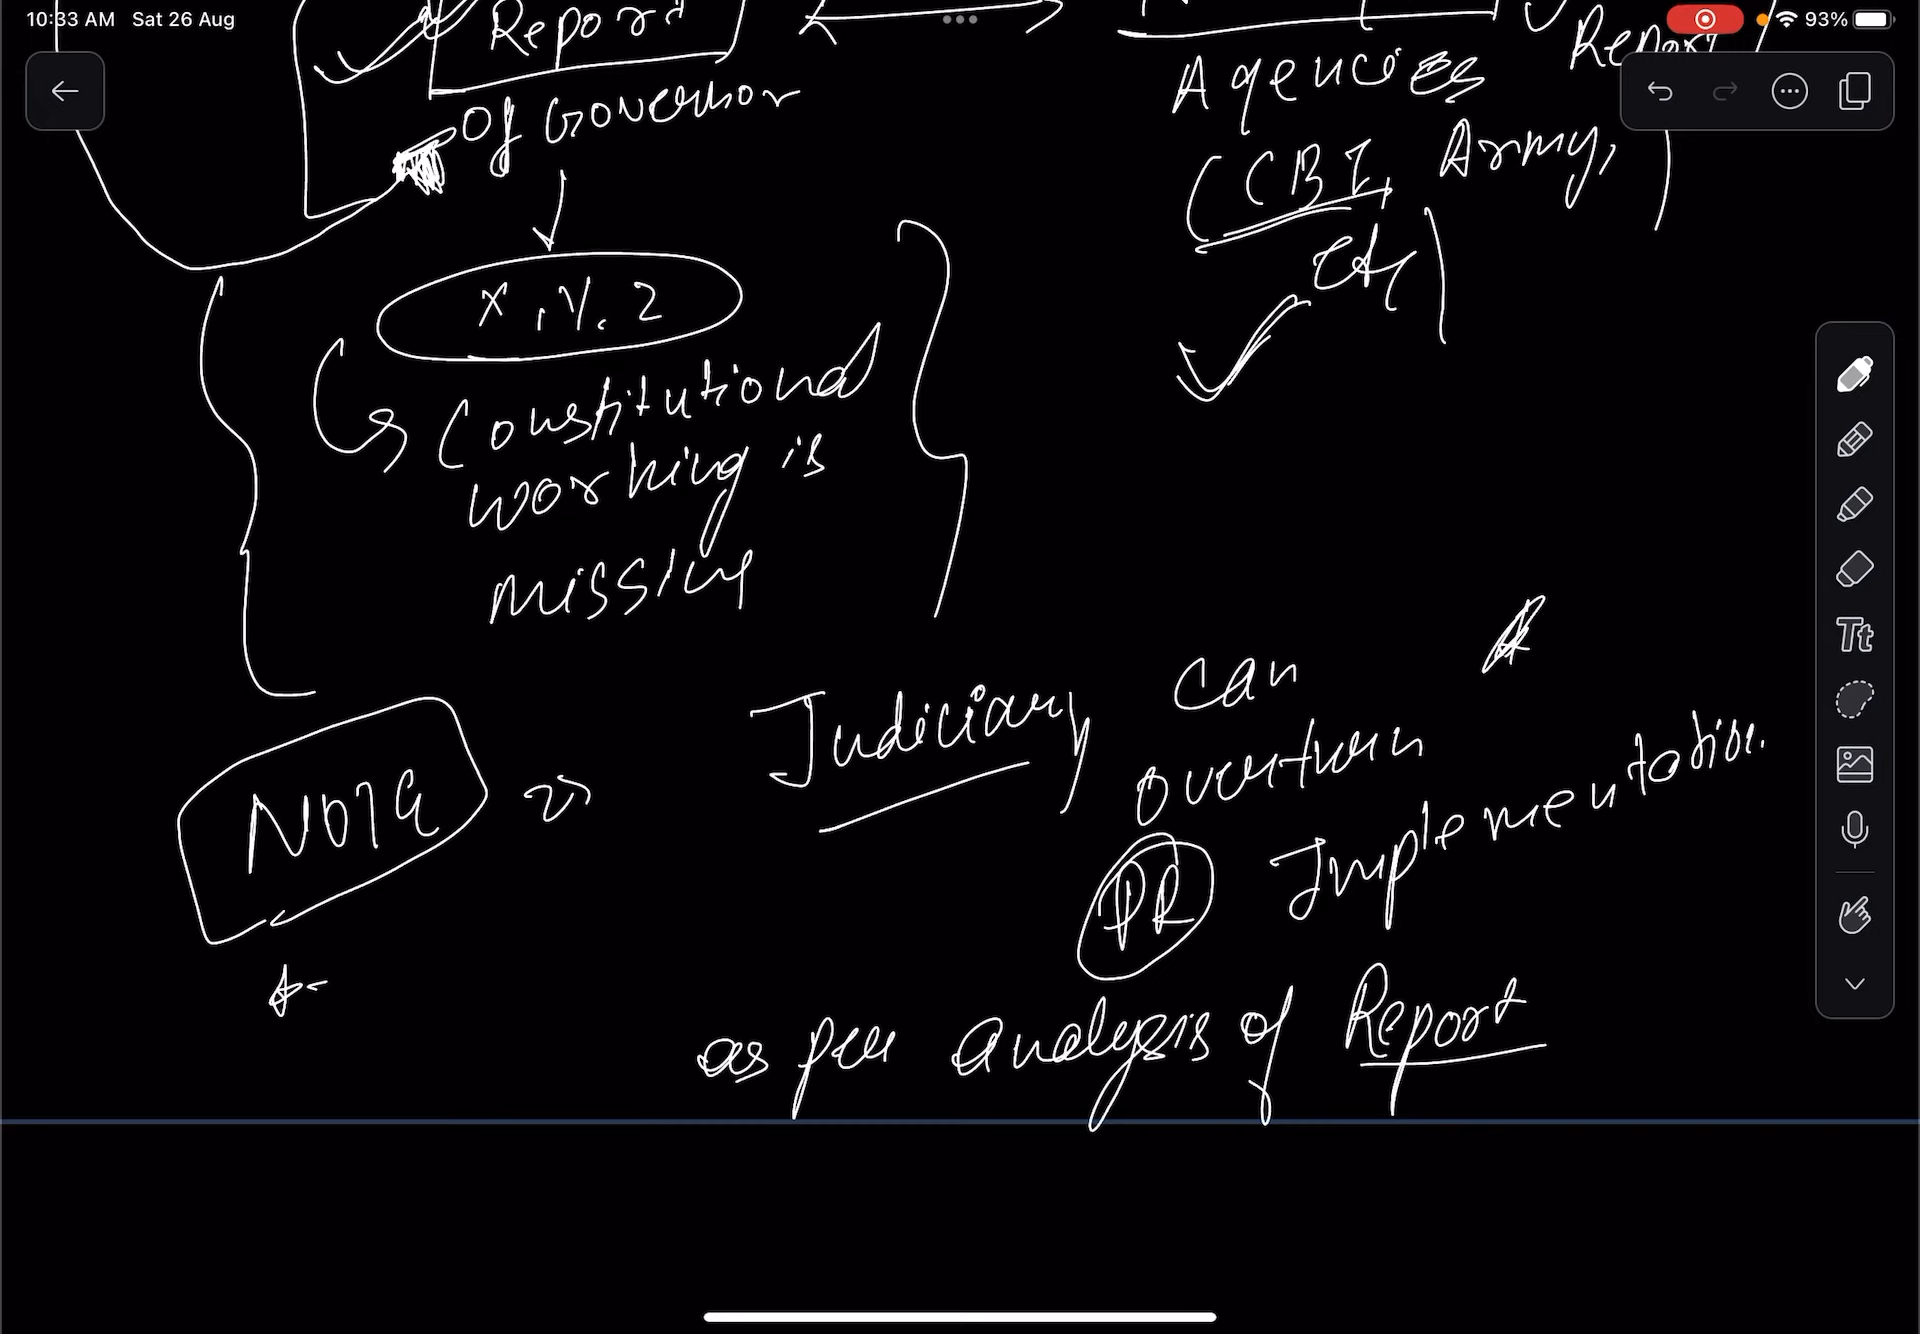 10:33 AM Sat 26 Aug
93%
Report
Of Governor
Agencies
Report
(CBI, Army,
etc)
X, Y, Z
Constitutional
working is
missing
NOTE
Judiciary can
overturn
PR Implementation.
as per analysis of Report
Tt